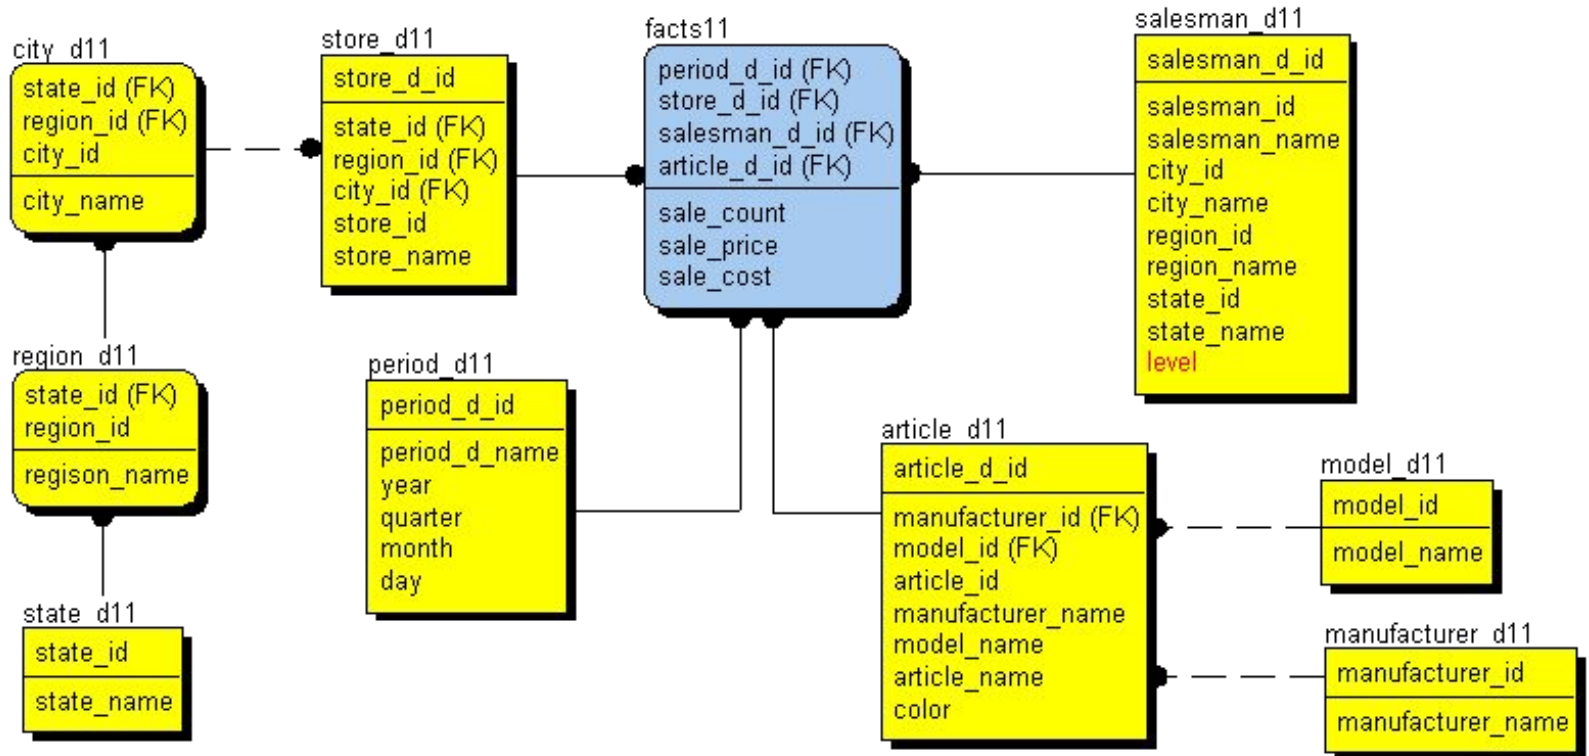 city_d11
state_id (FK)
region_id (FK)
city_id
city_name
store_d11
store_d_id
state_id (FK)
region_id (FK)
city_id (FK)
store_id
store_name
facts11
period_d_id (FK)
store_d_id (FK)
salesman_d_id (FK)
article_d_id (FK)
sale_count
sale_price
sale_cost
salesman_d11
salesman_d_id
salesman_id
salesman_name
city_id
city_name
region_id
region_name
state_id
state_name
level
region_d11
state_id (FK)
region_id
regison_name
period_d11
period_d_id
period_d_name
year
quarter
month
day
article_d11
article_d_id
manufacturer_id (FK)
model_id (FK)
article_id
manufacturer_name
model_name
article_name
color
model_d11
model_id
model_name
state_d11
state_id
state_name
manufacturer_d11
manufacturer_id
manufacturer_name